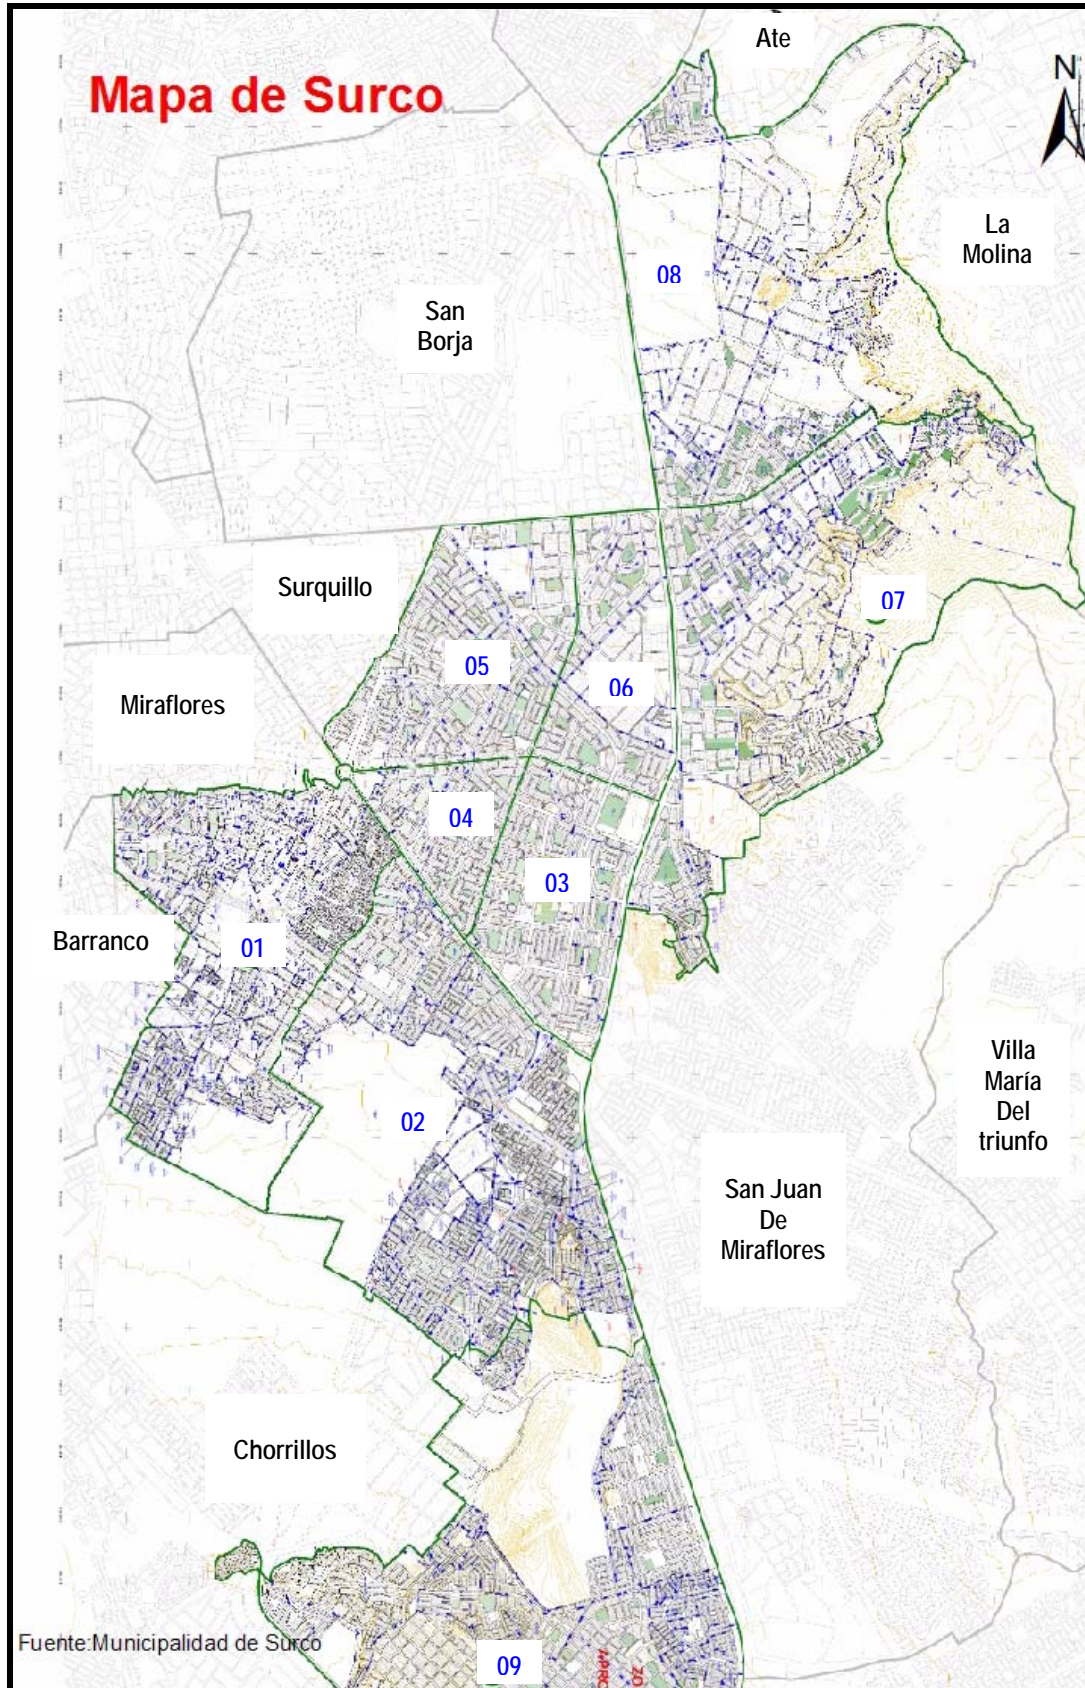 Ate
N
Mapa de Surco
La
Molina
08
San
Borja
Surquillo
07
05
06
Miraflores
04
03
Barranco
01
Villa
María
Del
triunfo
02
San Juan
De
Miraflores
Chorrillos
Fuente:Municipalidad de Surco
09
ZO